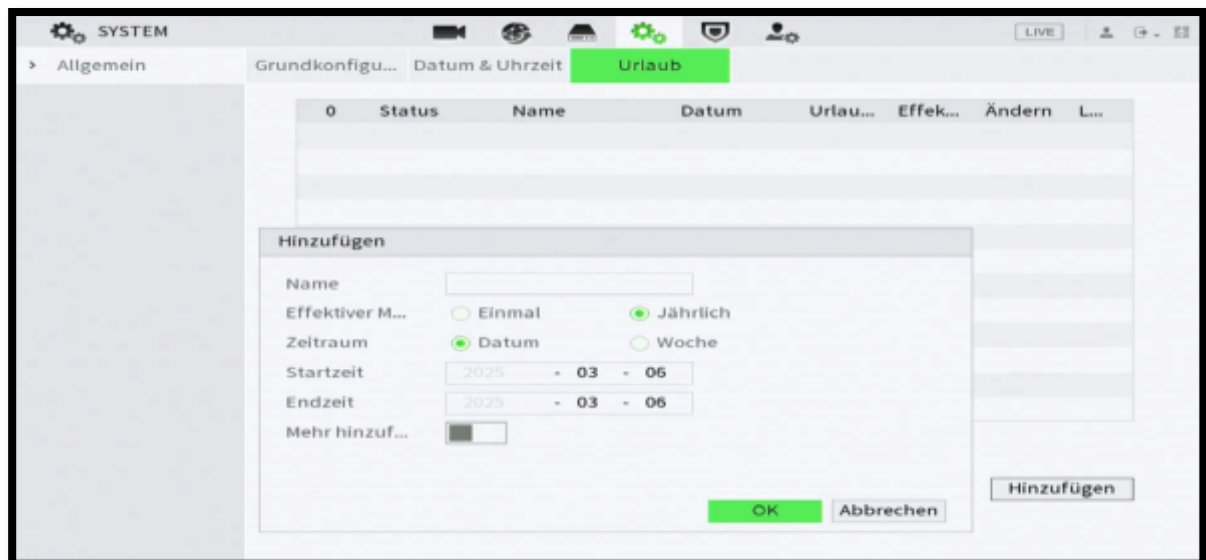 SYSTEM LIVE
Allgemein Grundkonfigu... Datum & Uhrzeit Urlaub
0 Status Name Datum Urlau... Effek... Ändern L...
Hinzufügen
Name
Effektiver M... Einmal Jährlich
Zeitraum Datum Woche
Startzeit 2025 - 03 - 06
Endzeit 2025 - 03 - 06
Mehr hinzuf...
Hinzufügen
OK Abbrechen